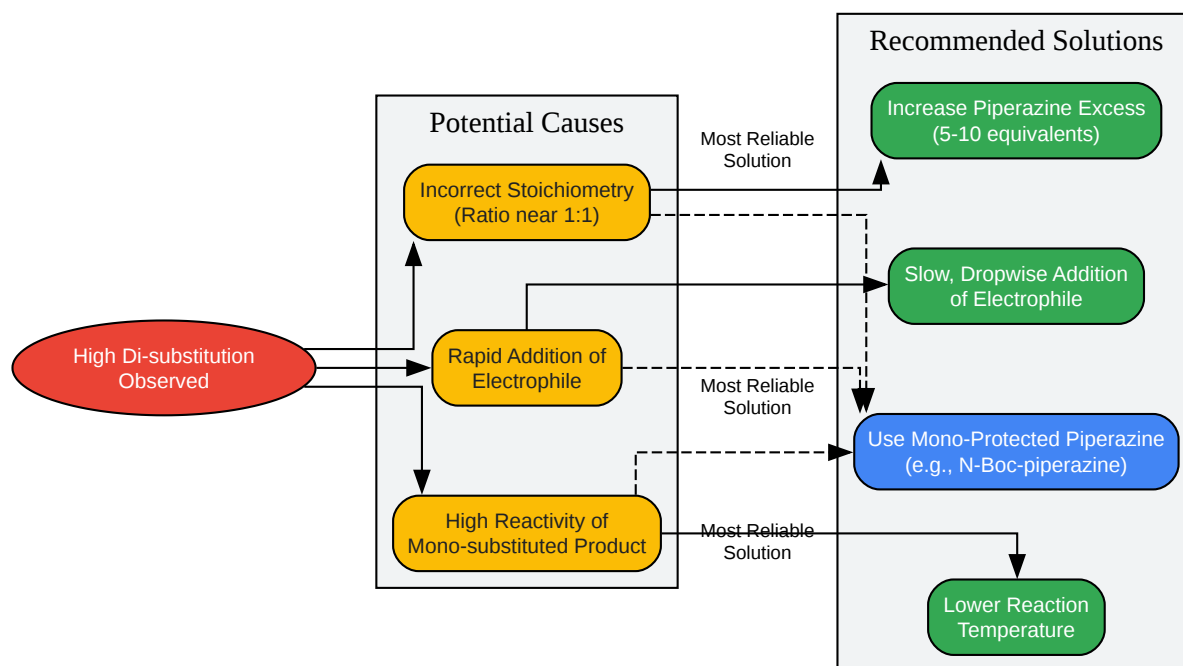 High Di-substitution
Observed
Potential Causes
Incorrect Stoichiometry
(Ratio near 1:1)
Rapid Addition of
Electrophile
High Reactivity of
Mono-substituted Product
Most Reliable
Solution
Most Reliable
Solution
Most Reliable
Solution
Recommended Solutions
Increase Piperazine Excess
(5-10 equivalents)
Slow, Dropwise Addition
of Electrophile
Use Mono-Protected Piperazine
(e.g., N-Boc-piperazine)
Lower Reaction
Temperature